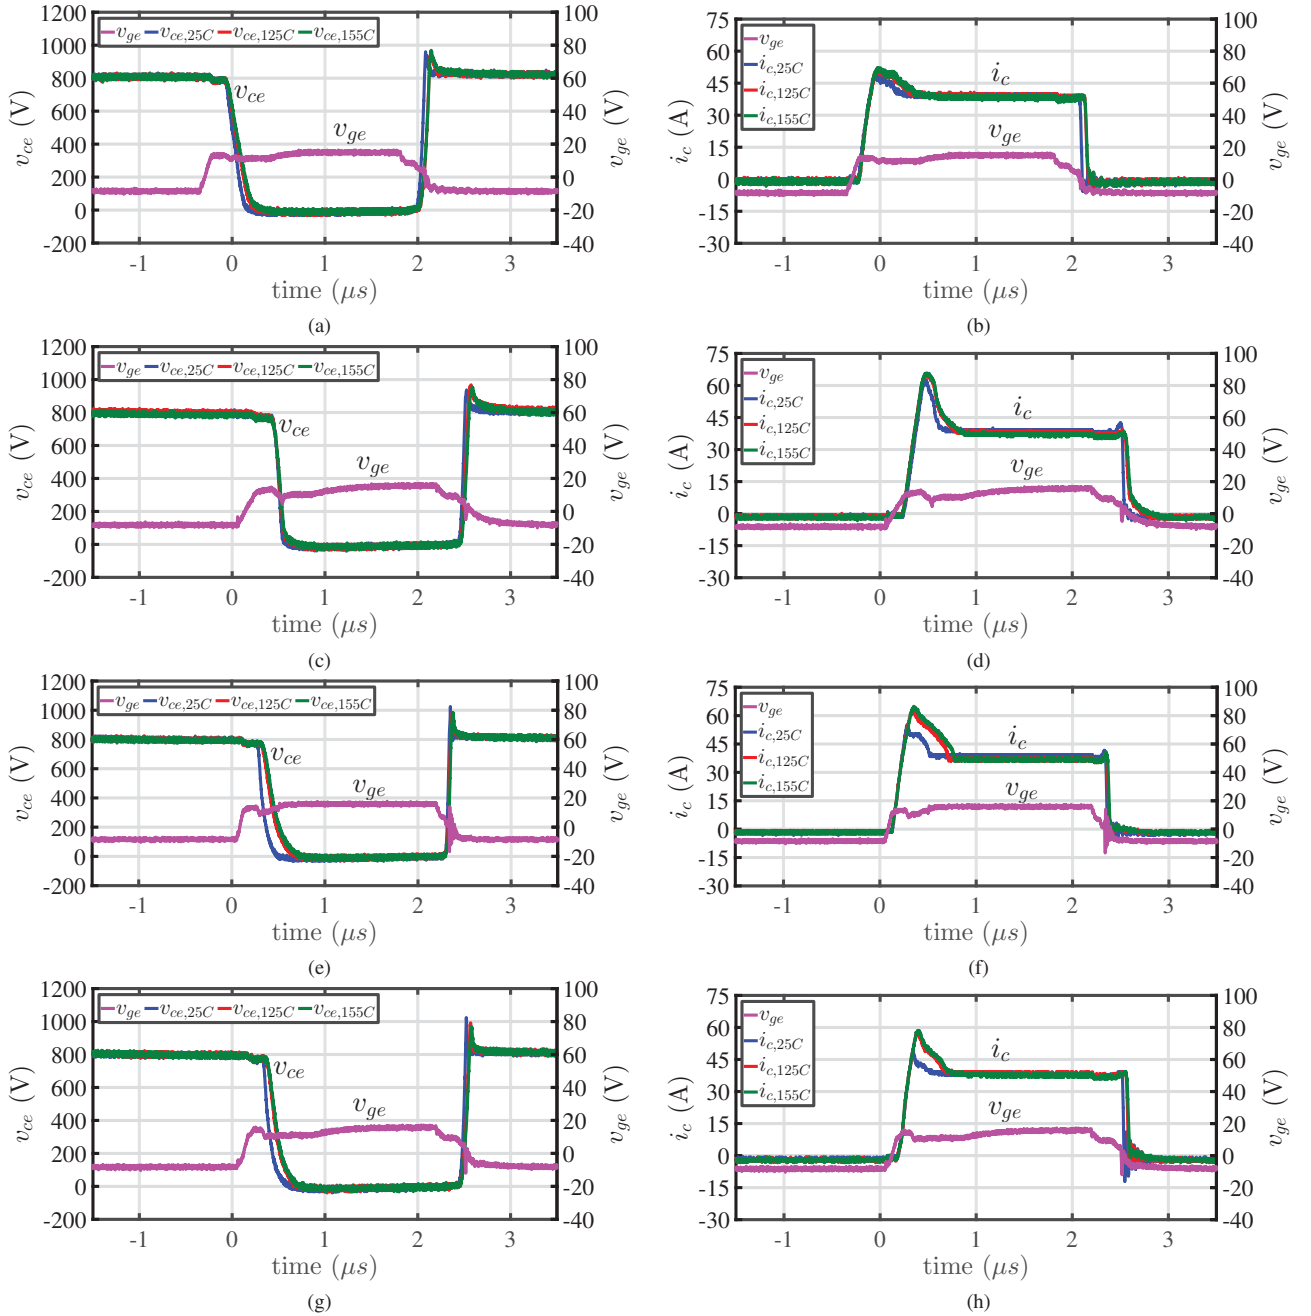 1200
1000
800
600
400
200
0
-200
v_ce (V)
v_ge v_ce,25C v_ce,125C v_ce,155C
v_ce
v_ge
100
80
60
40
20
0
-20
-40
v_ge (V)
-1 0 1 2 3
time (μs)
(a)
75
60
45
30
15
0
-15
-30
i_c (A)
v_ge
i_c,25C
i_c,125C
i_c,155C
i_c
v_ge
100
80
60
40
20
0
-20
-40
v_ge (V)
-1 0 1 2 3
time (μs)
(b)
1200
1000
800
600
400
200
0
-200
v_ce (V)
v_ge v_ce,25C v_ce,125C v_ce,155C
v_ce
v_ge
100
80
60
40
20
0
-20
-40
v_ge (V)
-1 0 1 2 3
time (μs)
(c)
75
60
45
30
15
0
-15
-30
i_c (A)
v_ge
i_c,25C
i_c,125C
i_c,155C
i_c
v_ge
100
80
60
40
20
0
-20
-40
v_ge (V)
-1 0 1 2 3
time (μs)
(d)
1200
1000
800
600
400
200
0
-200
v_ce (V)
v_ge v_ce,25C v_ce,125C v_ce,155C
v_ce
v_ge
100
80
60
40
20
0
-20
-40
v_ge (V)
-1 0 1 2 3
time (μs)
(e)
75
60
45
30
15
0
-15
-30
i_c (A)
v_ge
i_c,25C
i_c,125C
i_c,155C
i_c
v_ge
100
80
60
40
20
0
-20
-40
v_ge (V)
-1 0 1 2 3
time (μs)
(f)
1200
1000
800
600
400
200
0
-200
v_ce (V)
v_ge v_ce,25C v_ce,125C v_ce,155C
v_ce
v_ge
100
80
60
40
20
0
-20
-40
v_ge (V)
-1 0 1 2 3
time (μs)
(g)
75
60
45
30
15
0
-15
-30
i_c (A)
v_ge
i_c,25C
i_c,125C
i_c,155C
i_c
v_ge
100
80
60
40
20
0
-20
-40
v_ge (V)
-1 0 1 2 3
time (μs)
(h)